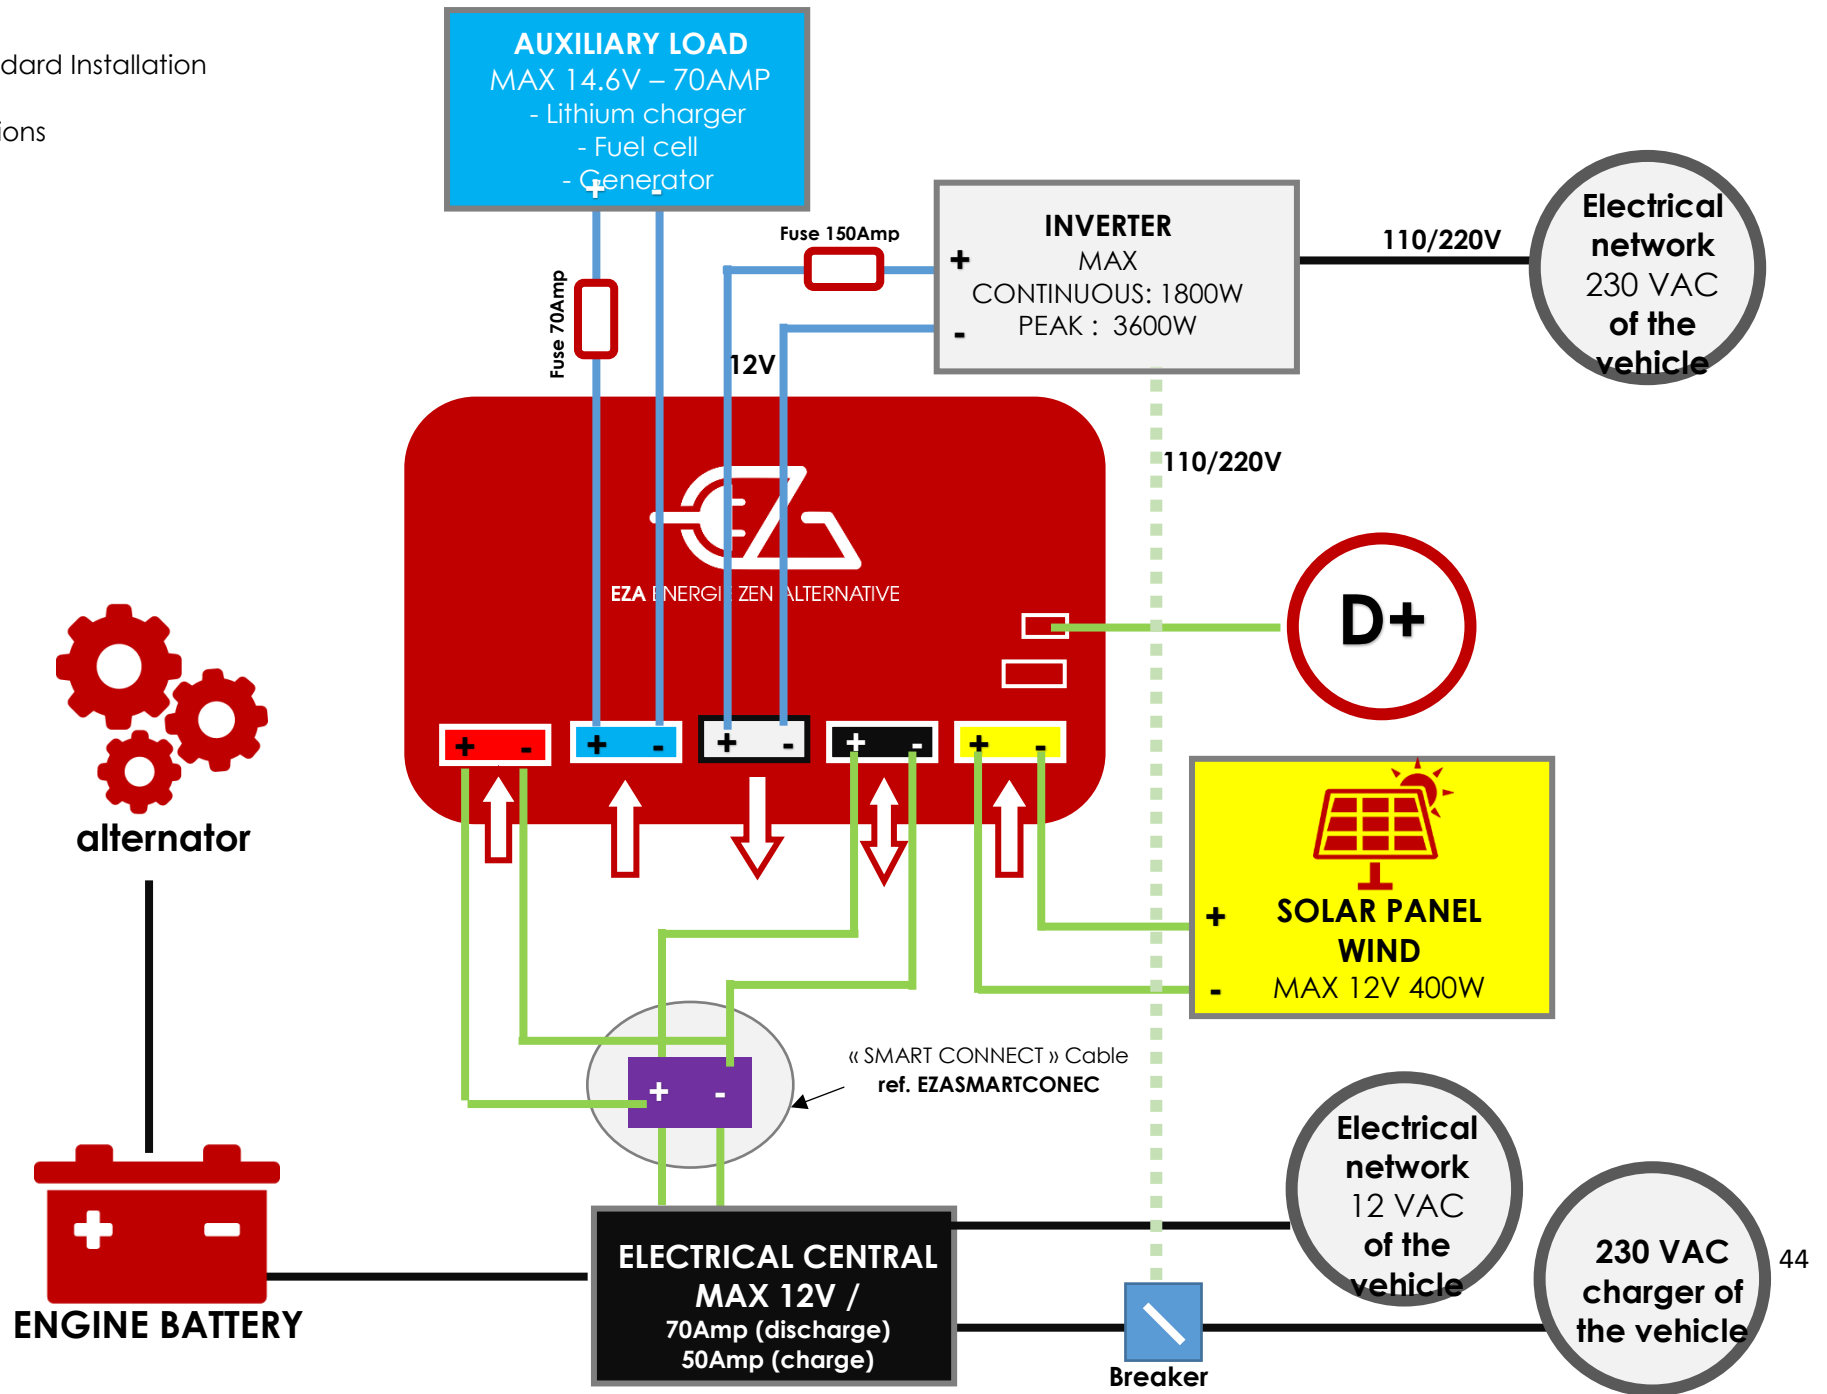 dard Installation
ions
AUXILIARY LOAD
MAX 14.6V – 70AMP
- Lithium charger
- Fuel cell
- Generator
+ -
Fuse 70Amp
Fuse 150Amp
12V
INVERTER
MAX
CONTINUOUS: 1800W
PEAK : 3600W
+
-
110/220V
Electrical
network
230 VAC
of the
vehicle
110/220V
EZA ENERGIE ZEN ALTERNATIVE
D+
+ - + - + - + - + -
alternator
SOLAR PANEL
WIND
MAX 12V 400W
+
-
« SMART CONNECT » Cable
ref. EZASMARTCONEC
+ -
Electrical
network
12 VAC
of the
vehicle
230 VAC
charger of
the vehicle
44
+ -
ENGINE BATTERY
ELECTRICAL CENTRAL
MAX 12V /
70Amp (discharge)
50Amp (charge)
Breaker